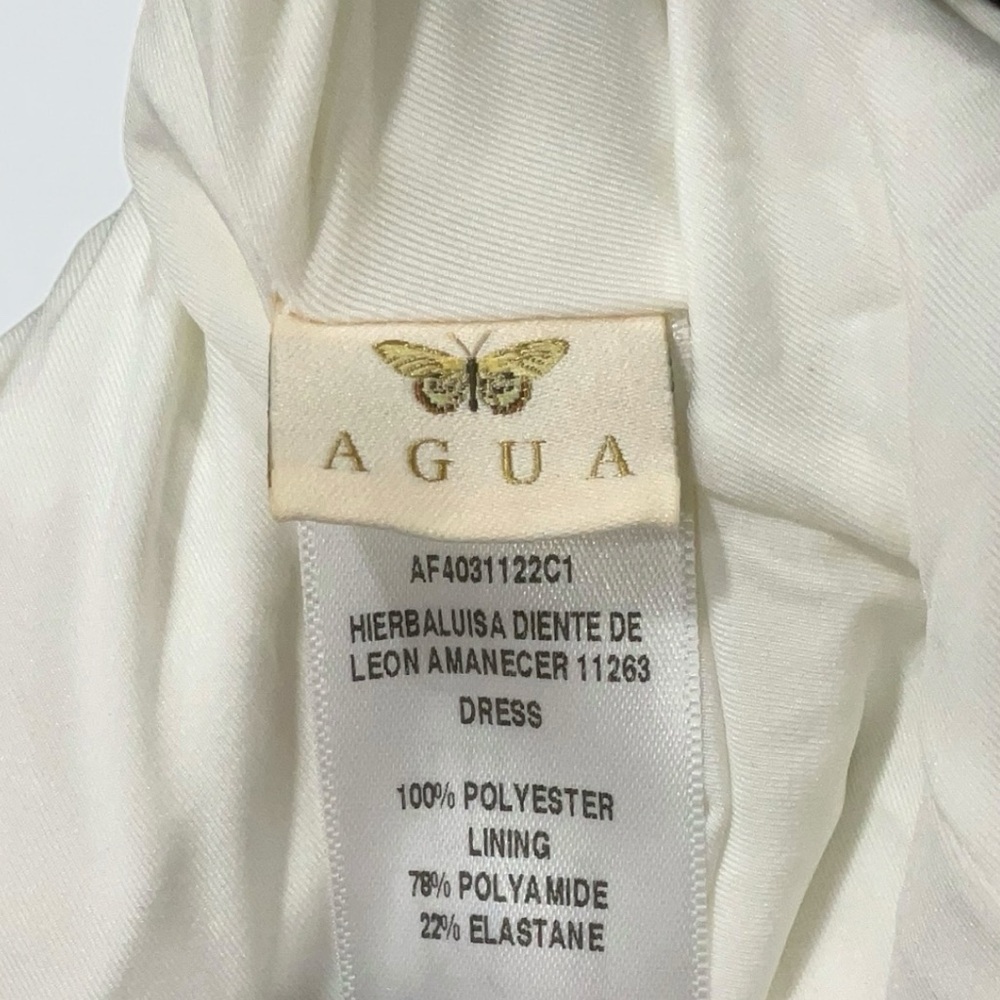 AGUA
AF4031122C1
HIERBALUISA DIENTE DE
LEON AMANECER 11263
DRESS
100% POLYESTER
LINING
78% POLYAMIDE
22% ELASTANE